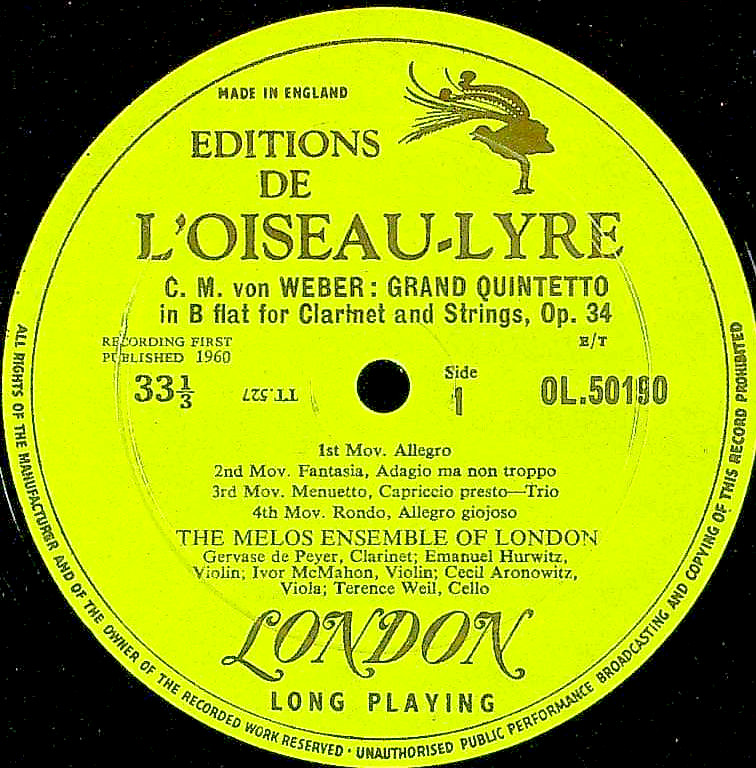 MADE IN ENGLAND
EDITIONS
DE
L'OISEAU-LYRE
C. M. von WEBER: GRAND QUINTETTO
in B flat for Clarinet and Strings, Op. 34
RECORDING FIRST
PUBLISHED 1960
E/T
33⅓
TT.527
Side
1
OL.50190
1st Mov. Allegro
2nd Mov. Fantasia, Adagio ma non troppo
3rd Mov. Menuetto, Capriccio presto—Trio
4th Mov. Rondo, Allegro giojoso
THE MELOS ENSEMBLE OF LONDON
Gervase de Peyer, Clarinet; Emanuel Hurwitz,
Violin; Ivor McMahon, Violin; Cecil Aronowitz,
Viola; Terence Weil, Cello
LONDON
LONG PLAYING
ALL RIGHTS OF THE MANUFACTURER AND OF THE OWNER OF THE RECORDED WORK RESERVED · UNAUTHORISED PUBLIC PERFORMANCE BROADCASTING AND COPYING OF THIS RECORD PROHIBITED